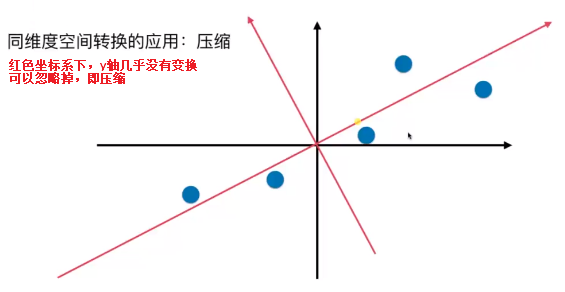 同维度空间转换的应用：压缩
红色坐标系下，y轴几乎没有变换
可以忽略掉，即压缩